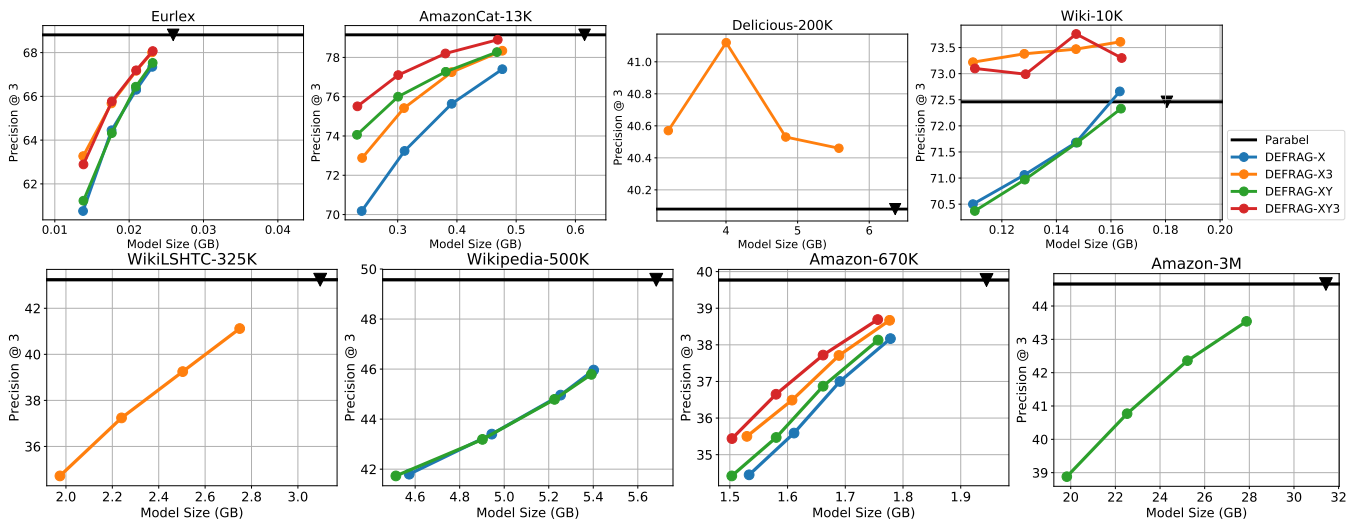 Eurlex
Precision @ 3
68
66
64
62
0.01
0.02
0.03
0.04
Model Size (GB)
AmazonCat-13K
Precision @ 3
78
76
74
72
70
0.3
0.4
0.5
0.6
Model Size (GB)
Delicious-200K
Precision @ 3
41.0
40.8
40.6
40.4
40.2
4
5
6
Model Size (GB)
Wiki-10K
Precision @ 3
73.5
73.0
72.5
72.0
71.5
71.0
70.5
0.12
0.14
0.16
0.18
0.20
Model Size (GB)
Parabel
DEFRAG-X
DEFRAG-X3
DEFRAG-XY
DEFRAG-XY3
WikiLSHTC-325K
Precision @ 3
42
40
38
36
2.0
2.2
2.4
2.6
2.8
3.0
Model Size (GB)
Wikipedia-500K
Precision @ 3
50
48
46
44
42
4.6
4.8
5.0
5.2
5.4
5.6
Model Size (GB)
Amazon-670K
Precision @ 3
40
39
38
37
36
35
1.5
1.6
1.7
1.8
1.9
Model Size (GB)
Amazon-3M
Precision @ 3
44
43
42
41
40
39
20
22
24
26
28
30
32
Model Size (GB)